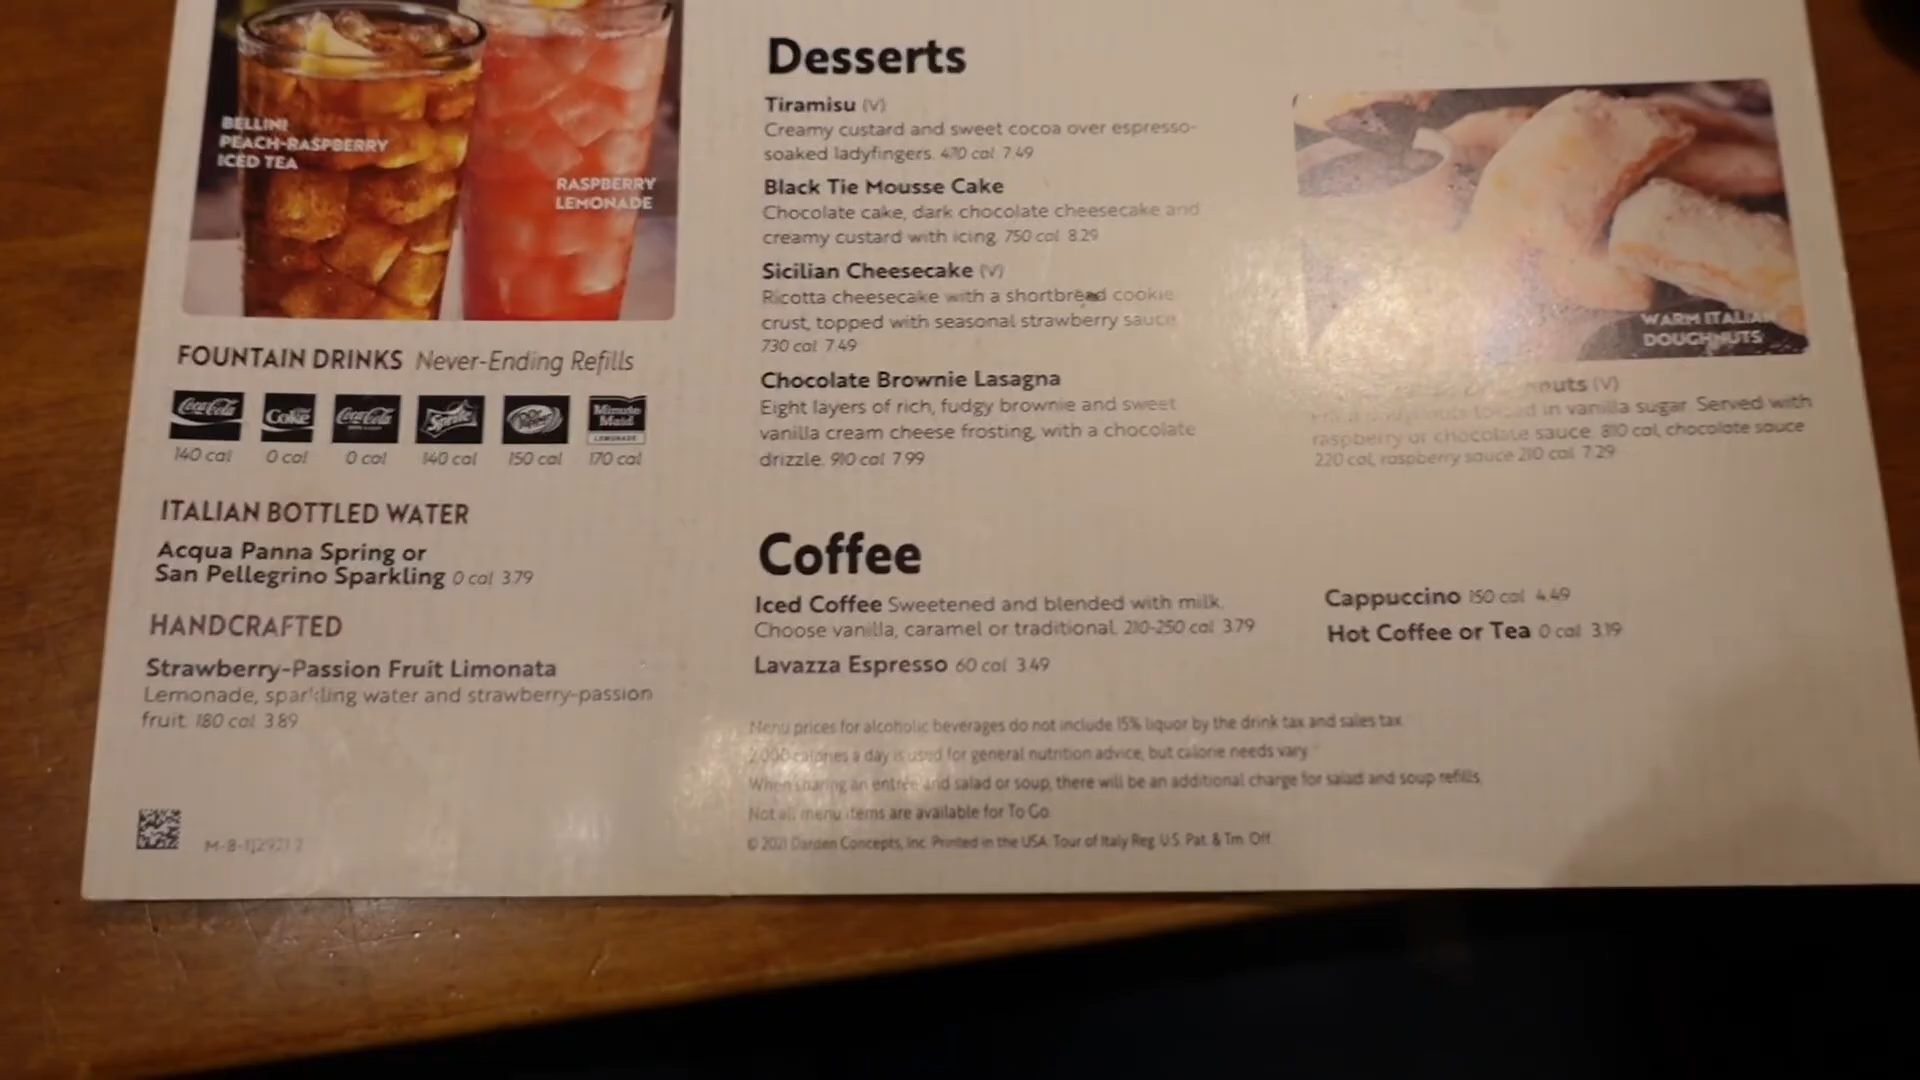 BELLINI
PEACH-RASPBERRY
ICED TEA
RASPBERRY
LEMONADE
FOUNTAIN DRINKS Never-Ending Refills
Coca-Cola Coke Coca-Cola Sprite Dr Pepper Minute Maid LEMONADE
140 cal 0 cal 0 cal 140 cal 150 cal 170 cal
ITALIAN BOTTLED WATER
Acqua Panna Spring or
San Pellegrino Sparkling 0 cal 3.79
HANDCRAFTED
Strawberry-Passion Fruit Limonata
Lemonade, sparkling water and strawberry-passion
fruit. 180 cal 3.89
Desserts
Tiramisu (V)
Creamy custard and sweet cocoa over espresso-
soaked ladyfingers. 470 cal 7.49
Black Tie Mousse Cake
Chocolate cake, dark chocolate cheesecake and
creamy custard with icing. 750 cal 8.29
Sicilian Cheesecake (V)
Ricotta cheesecake with a shortbread cookie
crust, topped with seasonal strawberry sauce.
730 cal 7.49
Chocolate Brownie Lasagna
Eight layers of rich, fudgy brownie and sweet
vanilla cream cheese frosting, with a chocolate
drizzle. 910 cal 7.99
WARM ITALIAN
DOUGHNUTS
(V)
in vanilla sugar. Served with
raspberry or chocolate sauce. 810 cal, chocolate sauce
220 cal, raspberry sauce 210 cal 7.29
Coffee
Iced Coffee Sweetened and blended with milk.
Choose vanilla, caramel or traditional. 210-250 cal 3.79
Lavazza Espresso 60 cal 3.49
Cappuccino 150 cal 4.49
Hot Coffee or Tea 0 cal 3.19
Menu prices for alcoholic beverages do not include 15% liquor by the drink tax and sales tax.
2,000 calories a day is used for general nutrition advice, but calorie needs vary.
When sharing an entrée and salad or soup, there will be an additional charge for salad and soup refills.
Not all menu items are available for To Go.
© 2021 Darden Concepts, Inc. Printed in the USA. Tour of Italy Reg. U.S. Pat. & Tm. Off.